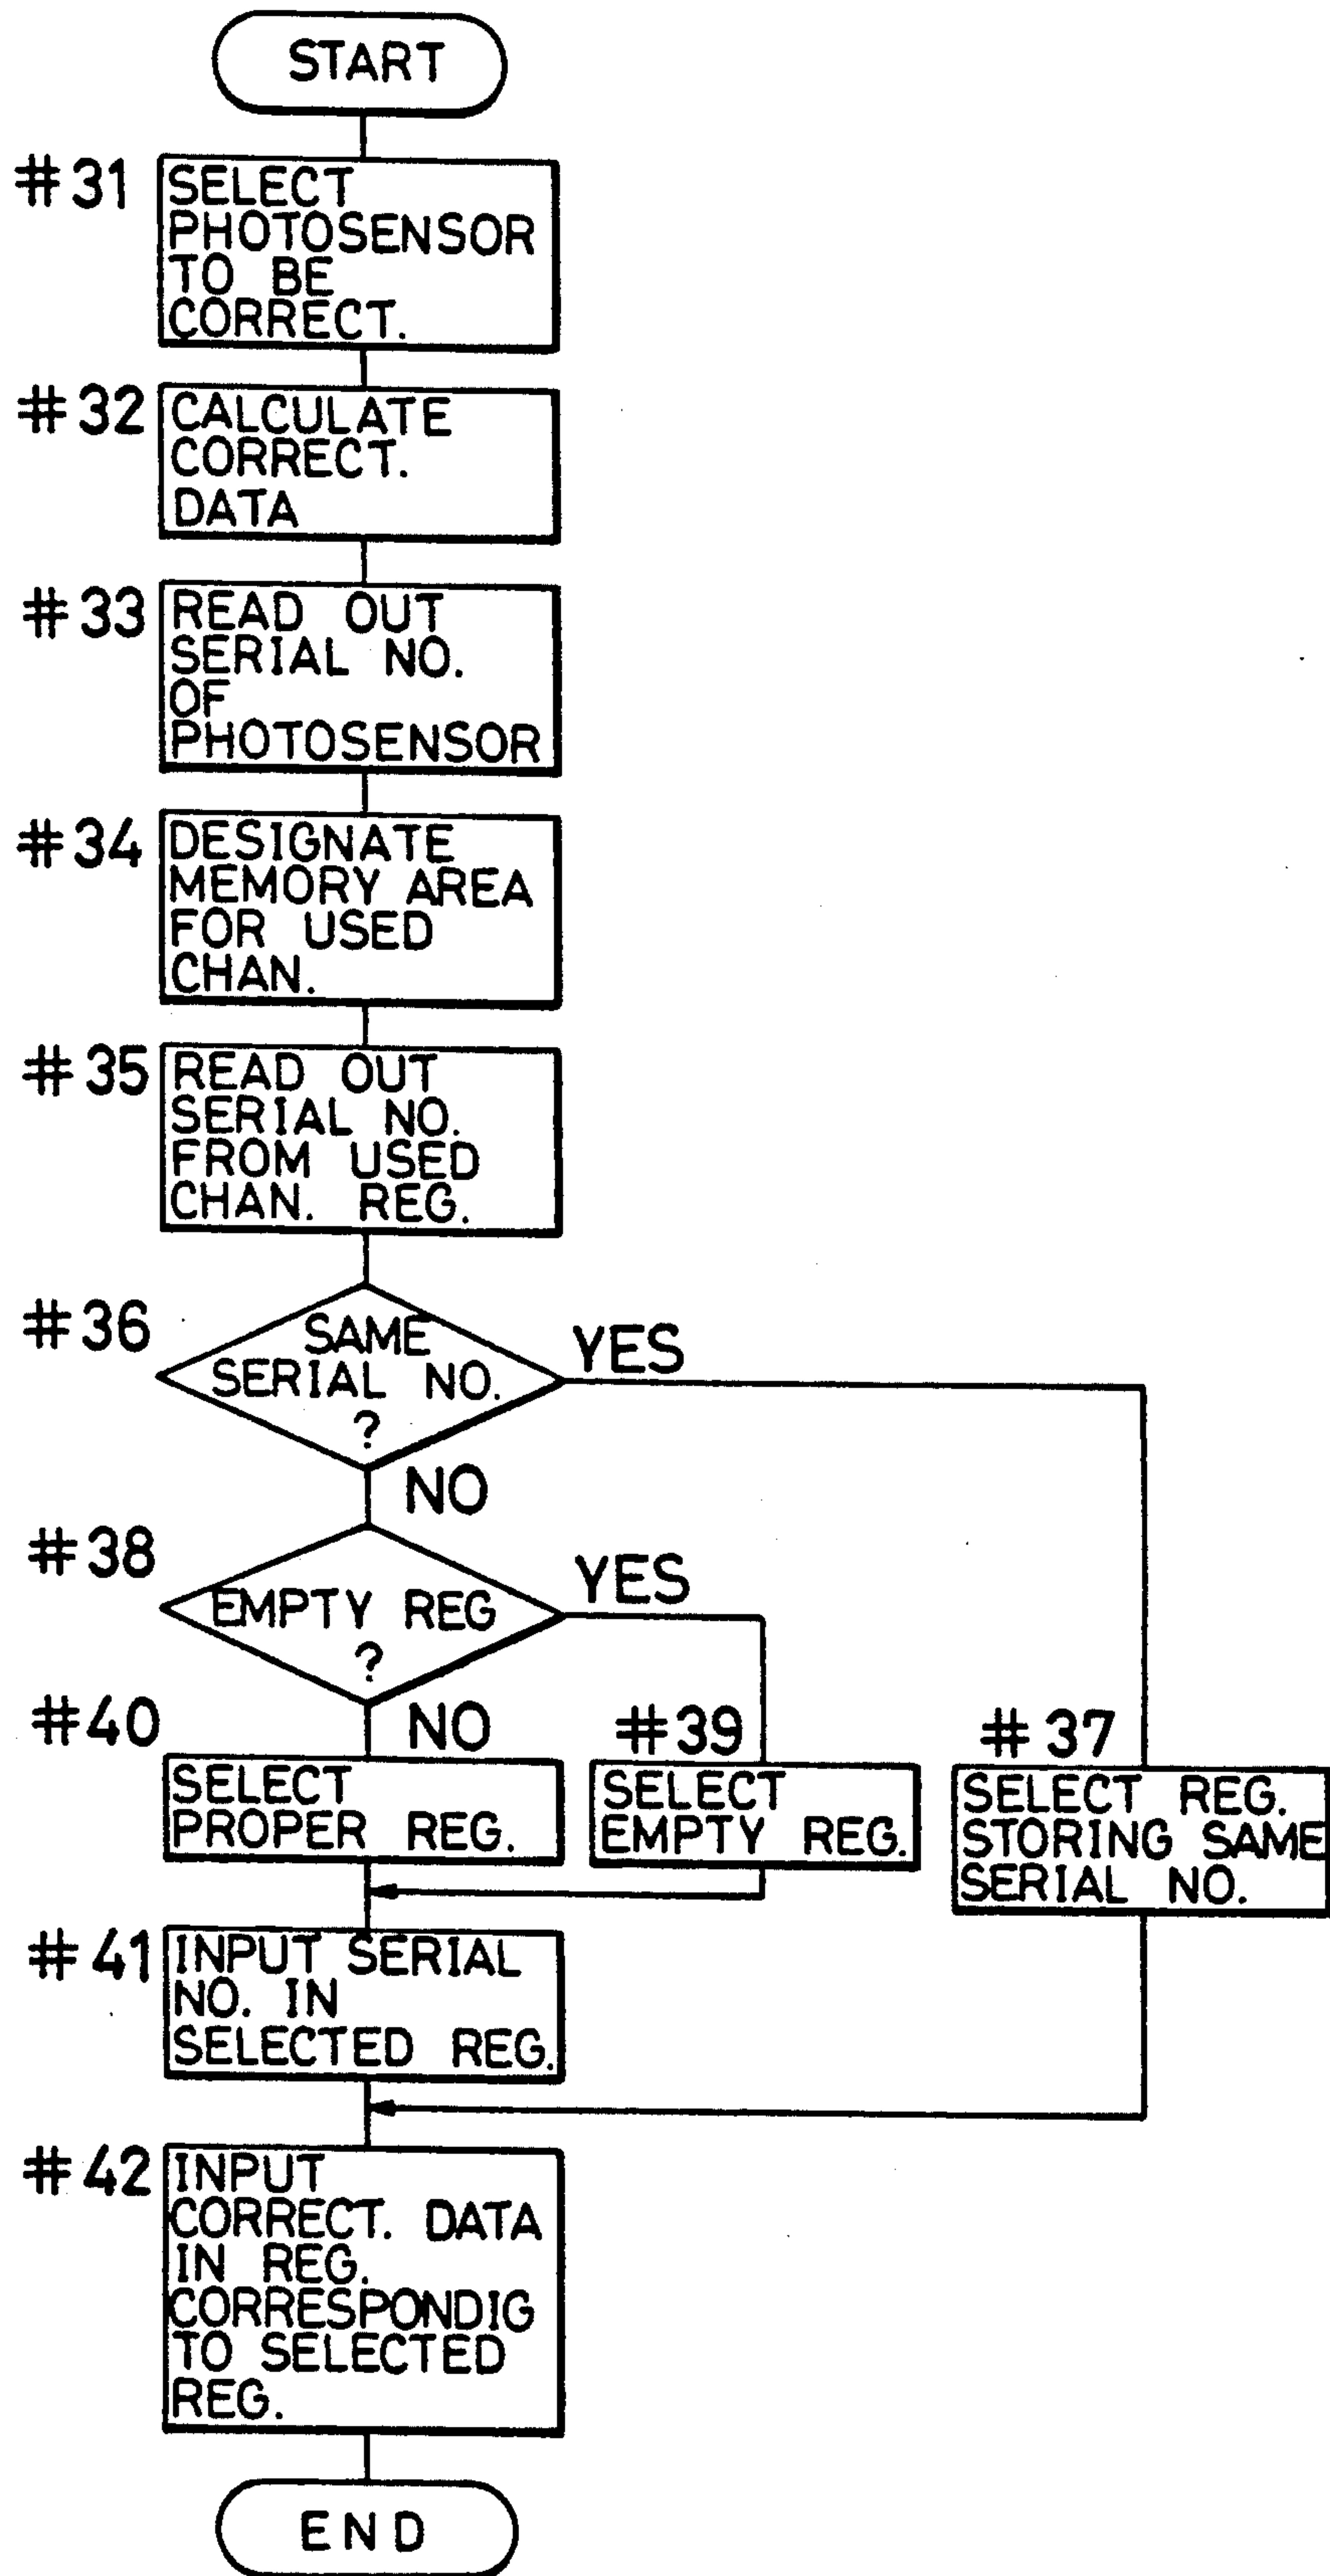 START
#31
SELECT
PHOTOSENSOR
TO BE
CORRECT.
#32
CALCULATE
CORRECT.
DATA
#33
READ OUT
SERIAL NO.
OF
PHOTOSENSOR
#34
DESIGNATE
MEMORY AREA
FOR USED
CHAN.
#35
READ OUT
SERIAL NO.
FROM USED
CHAN. REG.
#36
SAME
SERIAL NO.
?
YES
NO
#38
EMPTY REG
?
YES
NO
#40
SELECT
PROPER REG.
#39
SELECT
EMPTY REG.
#37
SELECT REG.
STORING SAME
SERIAL NO.
#41
INPUT SERIAL
NO. IN
SELECTED REG.
#42
INPUT
CORRECT. DATA
IN REG.
CORRESPONDIG
TO SELECTED
REG.
END